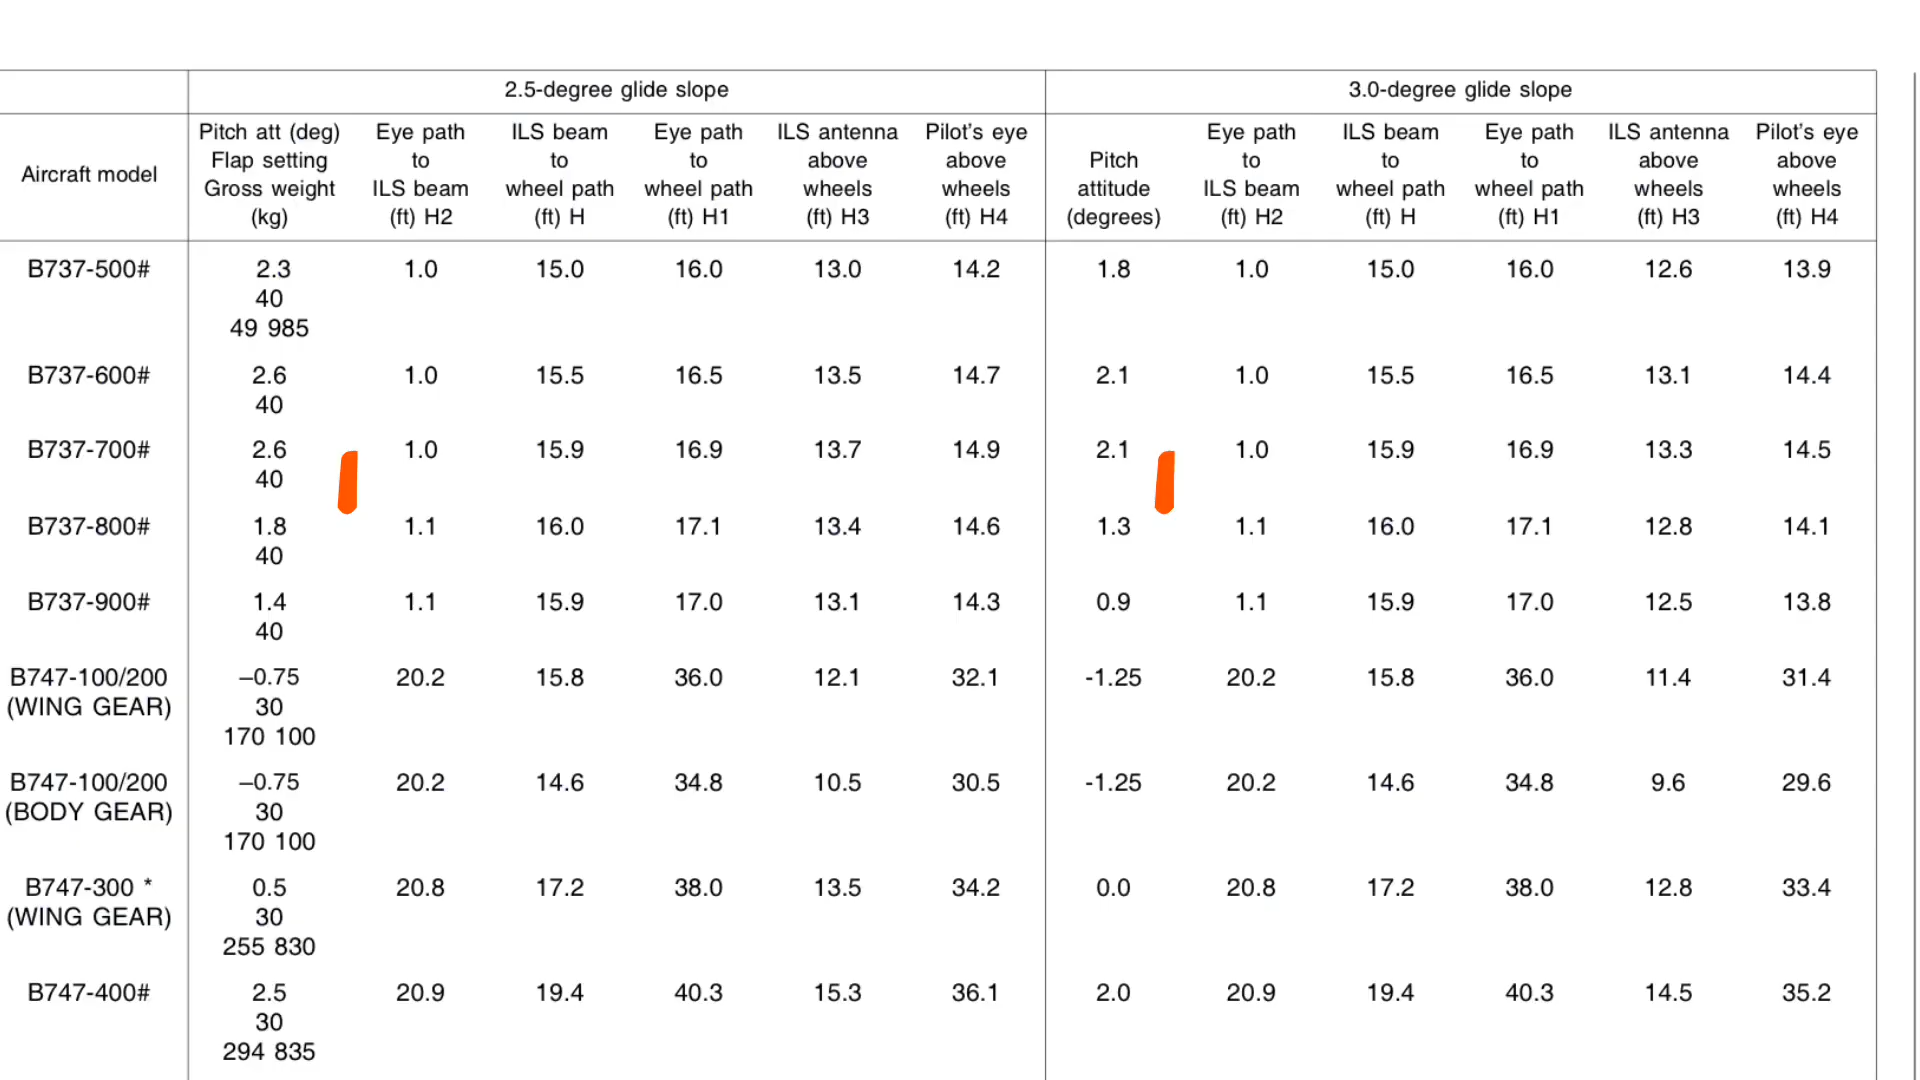 2.5-degree glide slope 3.0-degree glide slope
Pitch att (deg) Eye path ILS beam Eye path ILS antenna Pilot's eye Eye path ILS beam Eye path ILS antenna Pilot's eye
Flap setting to to to above above Pitch to to to above above
Aircraft model Gross weight ILS beam wheel path wheel path wheels wheels attitude ILS beam wheel path wheel path wheels wheels
(kg) (ft) H2 (ft) H (ft) H1 (ft) H3 (ft) H4 (degrees) (ft) H2 (ft) H (ft) H1 (ft) H3 (ft) H4
B737-500# 2.3 1.0 15.0 16.0 13.0 14.2 1.8 1.0 15.0 16.0 12.6 13.9
40
49 985
B737-600# 2.6 1.0 15.5 16.5 13.5 14.7 2.1 1.0 15.5 16.5 13.1 14.4
40
B737-700# 2.6 1.0 15.9 16.9 13.7 14.9 2.1 1.0 15.9 16.9 13.3 14.5
40
B737-800# 1.8 1.1 16.0 17.1 13.4 14.6 1.3 1.1 16.0 17.1 12.8 14.1
40
B737-900# 1.4 1.1 15.9 17.0 13.1 14.3 0.9 1.1 15.9 17.0 12.5 13.8
40
B747-100/200 –0.75 20.2 15.8 36.0 12.1 32.1 -1.25 20.2 15.8 36.0 11.4 31.4
(WING GEAR) 30
170 100
B747-100/200 –0.75 20.2 14.6 34.8 10.5 30.5 -1.25 20.2 14.6 34.8 9.6 29.6
(BODY GEAR) 30
170 100
B747-300 * 0.5 20.8 17.2 38.0 13.5 34.2 0.0 20.8 17.2 38.0 12.8 33.4
(WING GEAR) 30
255 830
B747-400# 2.5 20.9 19.4 40.3 15.3 36.1 2.0 20.9 19.4 40.3 14.5 35.2
30
294 835